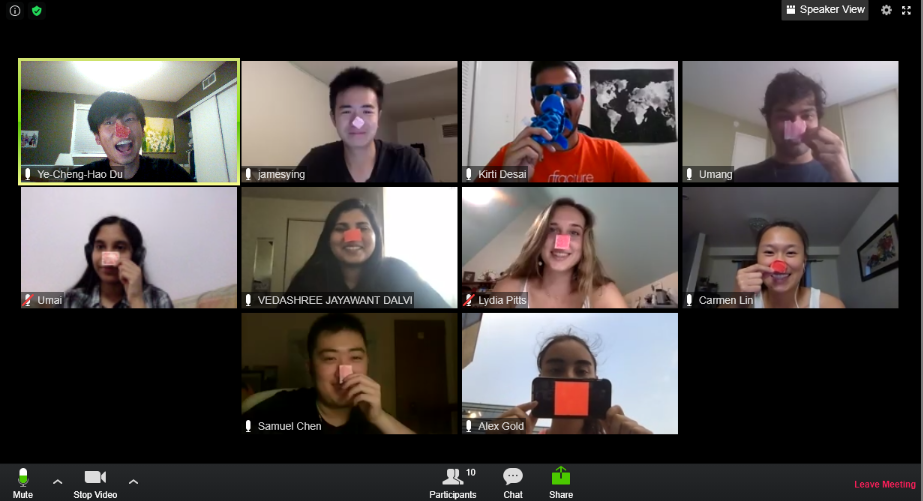 Speaker View
Ye-Cheng-Hao Du
jamesying
Kirti Desai
fracture
Umang
Umai
VEDASHREE JAYAWANT DALVI
Lydia Pitts
Carmen Lin
Samuel Chen
Alex Gold
Mute
Stop Video
10
Participants
Chat
Share
Leave Meeting